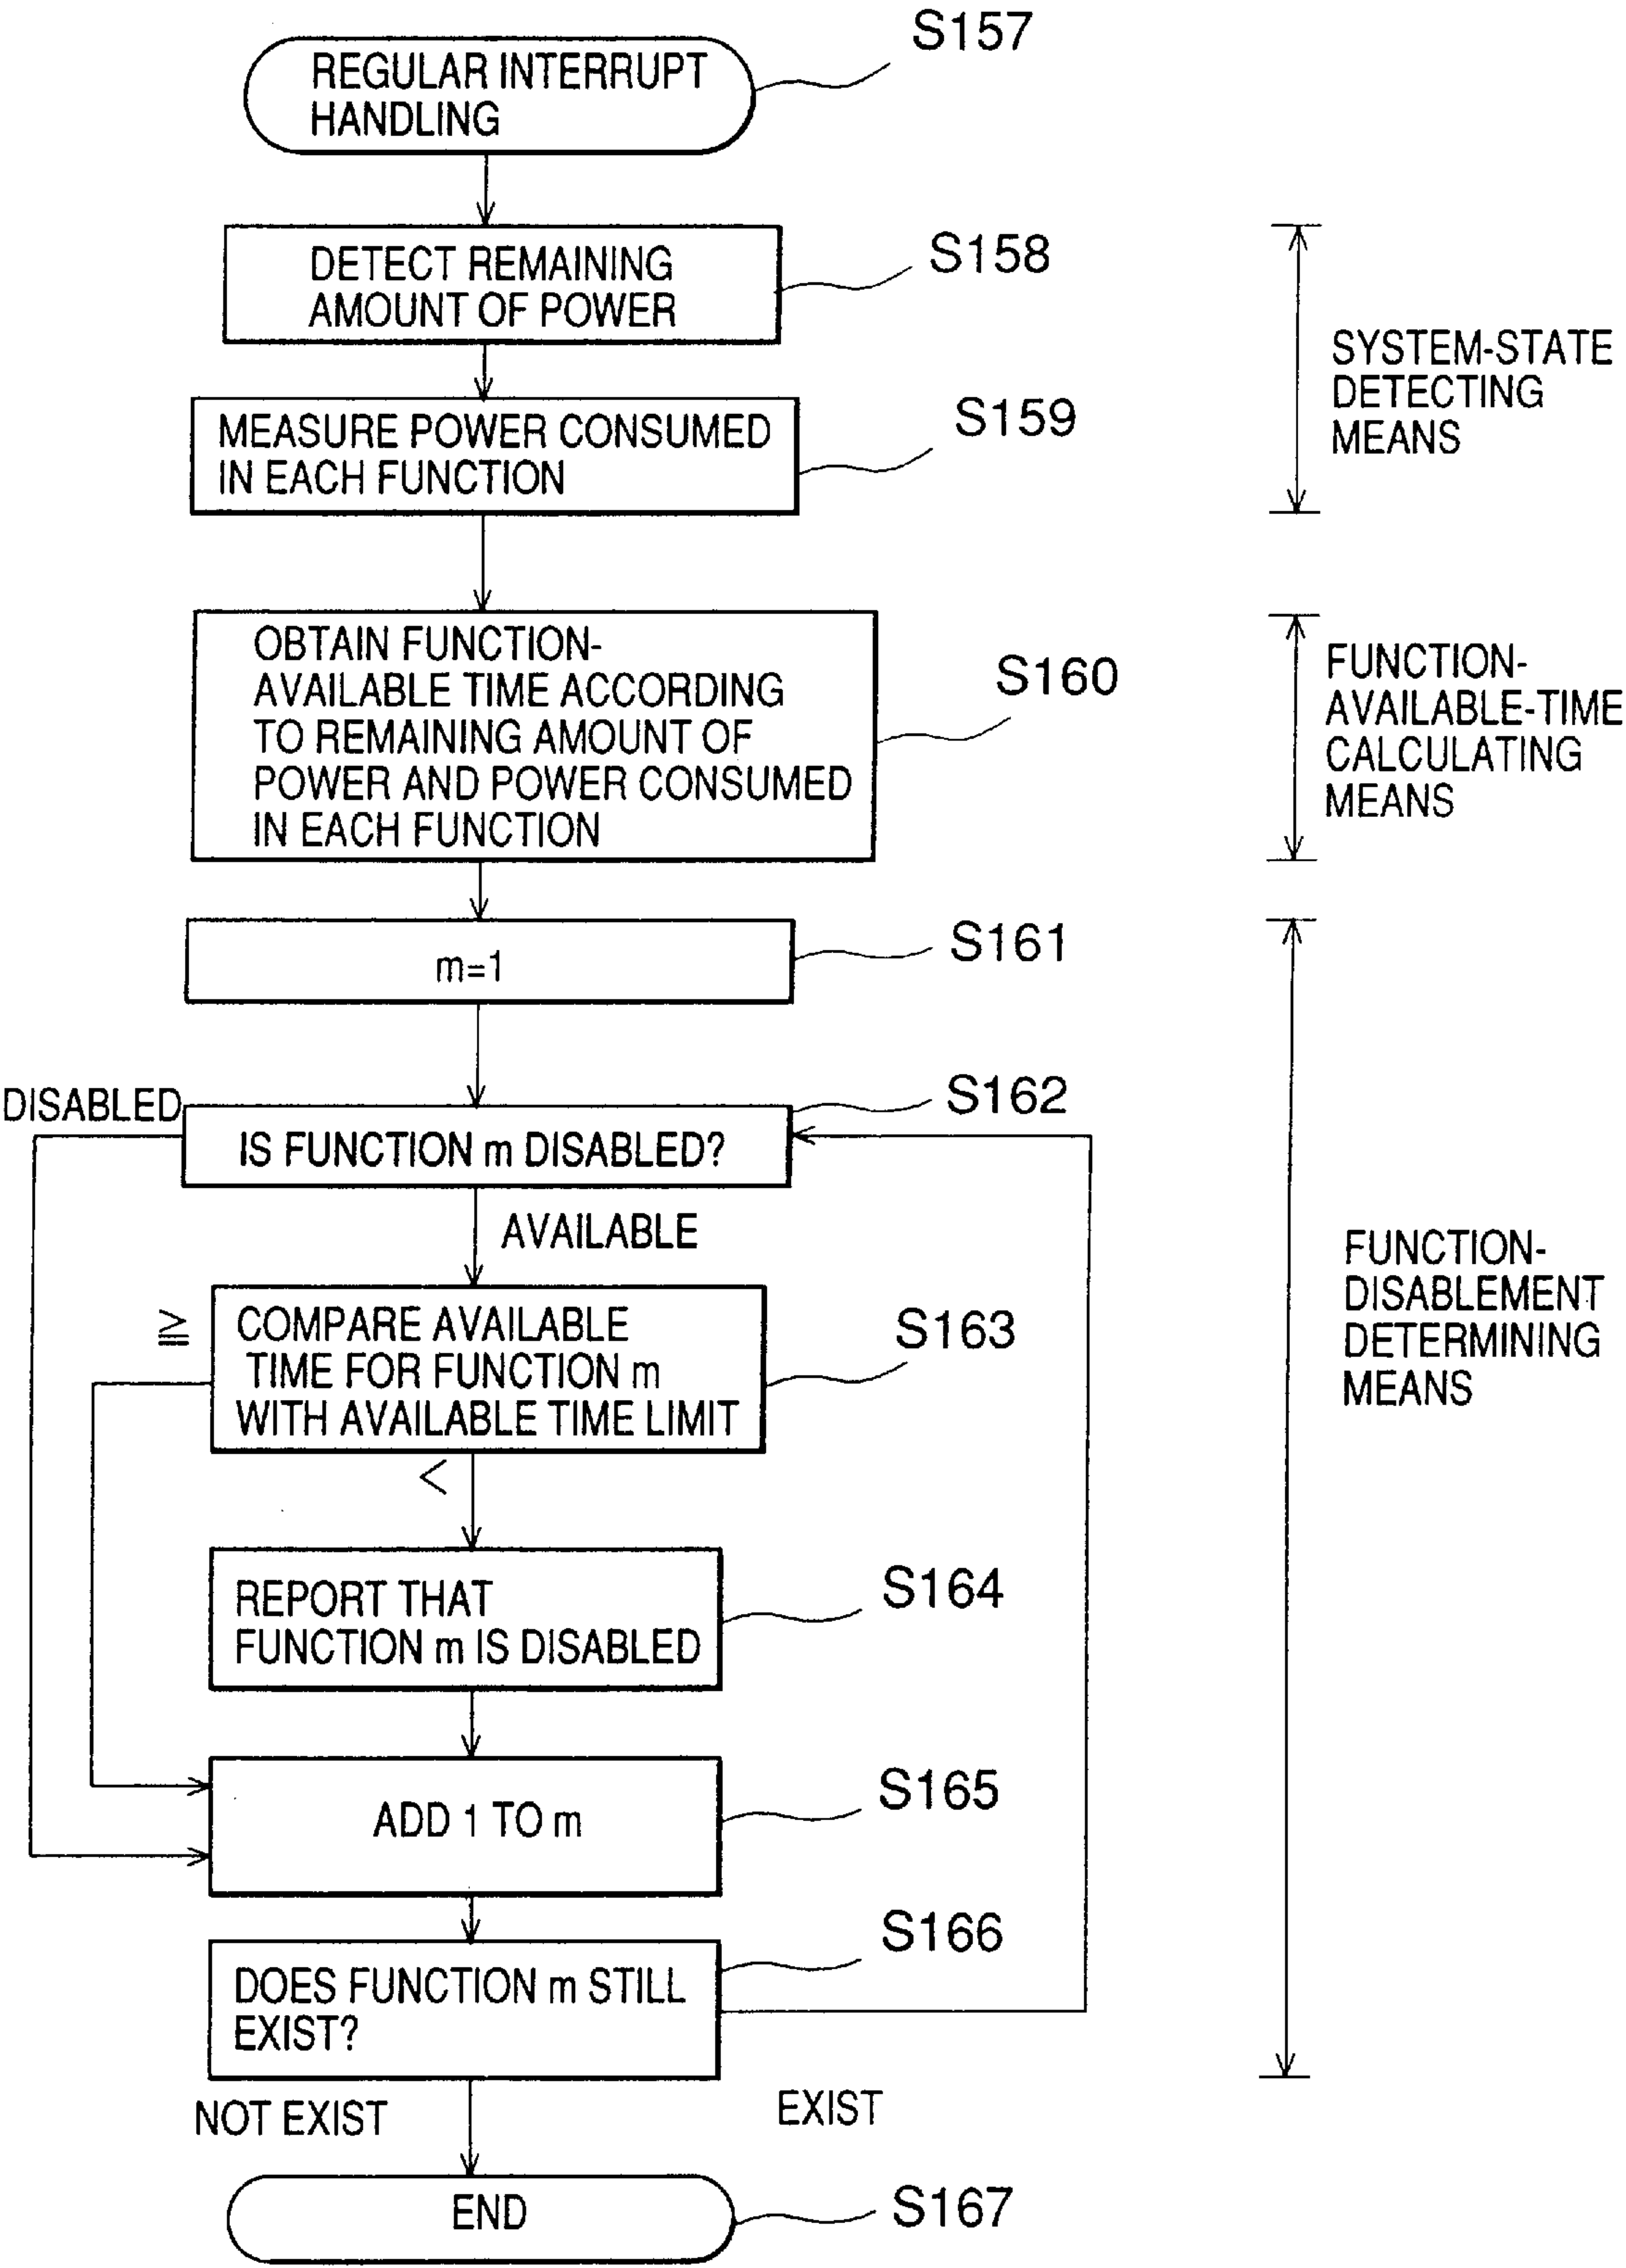 S157
REGULAR INTERRUPT
HANDLING
S158
DETECT REMAINING
AMOUNT OF POWER
SYSTEM-STATE
DETECTING
MEANS
S159
MEASURE POWER CONSUMED
IN EACH FUNCTION
OBTAIN FUNCTION-
AVAILABLE TIME ACCORDING
TO REMAINING AMOUNT OF
POWER AND POWER CONSUMED
IN EACH FUNCTION
S160
FUNCTION-
AVAILABLE-TIME
CALCULATING
MEANS
S161
m=1
DISABLED
S162
IS FUNCTION m DISABLED?
AVAILABLE
FUNCTION-
DISABLEMENT
DETERMINING
MEANS
≧
COMPARE AVAILABLE
TIME FOR FUNCTION m
WITH AVAILABLE TIME LIMIT
S163
<
S164
REPORT THAT
FUNCTION m IS DISABLED
S165
ADD 1 TO m
S166
DOES FUNCTION m STILL
EXIST?
NOT EXIST
EXIST
END
S167